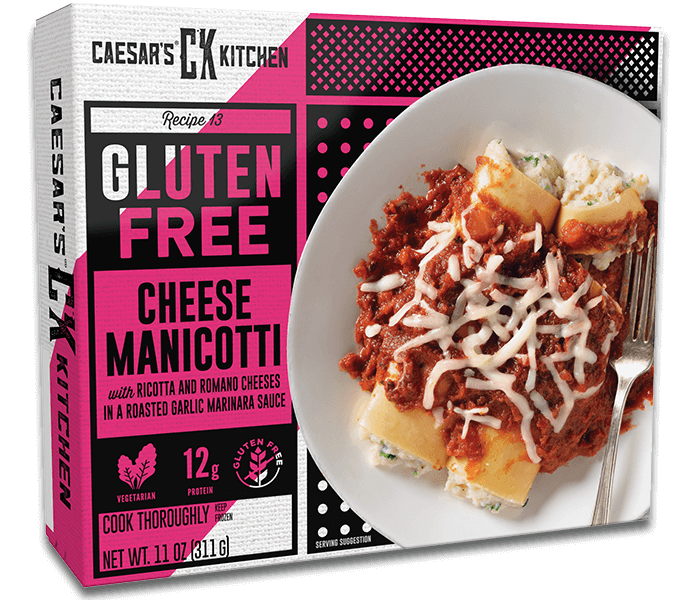 CAESAR'S® CK KITCHEN
Recipe 13
GLUTEN
FREE
CHEESE
MANICOTTI
with RICOTTA AND ROMANO CHEESES
IN A ROASTED GARLIC MARINARA SAUCE
VEGETARIAN
12g
PROTEIN
GLUTEN FREE
COOK THOROUGHLY
KEEP
FROZEN
NET WT. 11 OZ (311 G)
SERVING SUGGESTION
CAESAR'S® CK KITCHEN